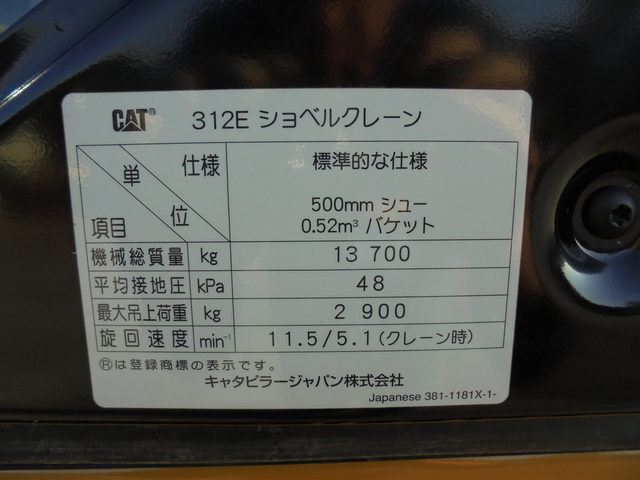 CAT® 312E ショベルクレーン
仕様 標準的な仕様
単
位 500mm シュー
項目 0.52m³ バケット
機械総質量 kg 13 700
平均接地圧 kPa 48
最大吊上荷重 kg 2 900
旋回速度 min⁻¹ 11.5/5.1(クレーン時)
Ⓡは登録商標の表示です。
キャタピラージャパン株式会社
Japanese 381-1181X-1-